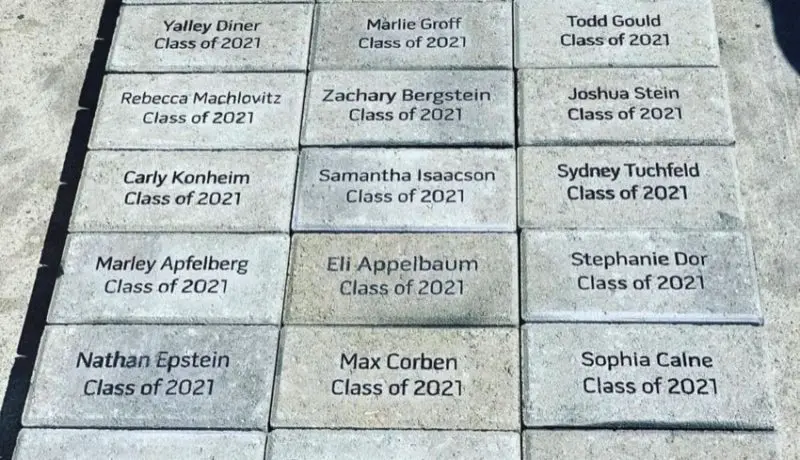 Yalley Diner
Class of 2021
Marlie Groff
Class of 2021
Todd Gould
Class of 2021
Rebecca Machlovitz
Class of 2021
Zachary Bergstein
Class of 2021
Joshua Stein
Class of 2021
Carly Konheim
Class of 2021
Samantha Isaacson
Class of 2021
Sydney Tuchfeld
Class of 2021
Marley Apfelberg
Class of 2021
Eli Appelbaum
Class of 2021
Stephanie Dor
Class of 2021
Nathan Epstein
Class of 2021
Max Corben
Class of 2021
Sophia Calne
Class of 2021